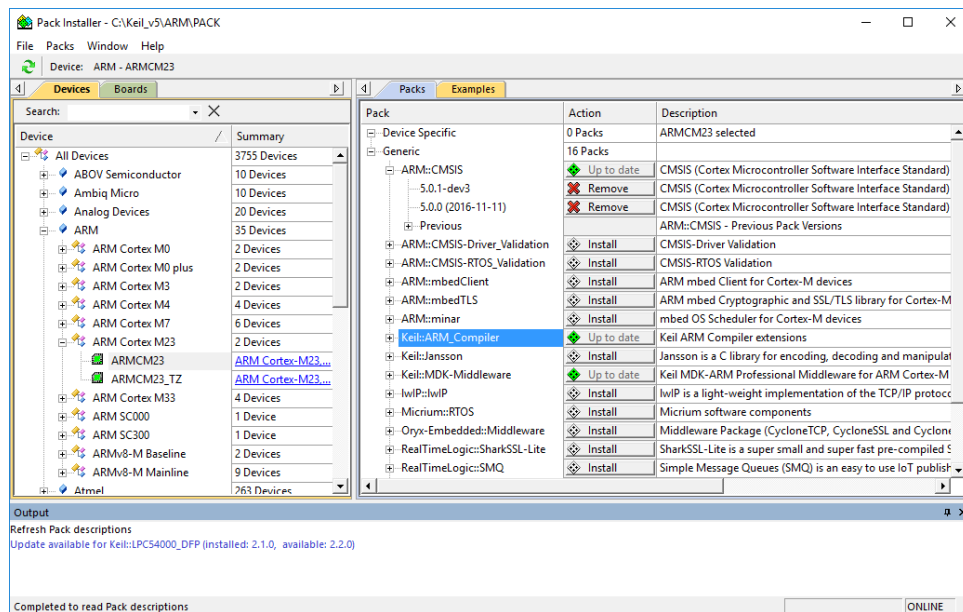 Pack Installer - C:\Keil_v5\ARM\PACK
File Packs Window Help
Device: ARM - ARMCM23
Devices Boards
Search:
Device Summary
All Devices 3755 Devices
ABOV Semiconductor 10 Devices
Ambiq Micro 10 Devices
Analog Devices 20 Devices
ARM 35 Devices
ARM Cortex M0 2 Devices
ARM Cortex M0 plus 2 Devices
ARM Cortex M3 2 Devices
ARM Cortex M4 4 Devices
ARM Cortex M7 6 Devices
ARM Cortex M23 2 Devices
ARMCM23 ARM Cortex-M23,...
ARMCM23_TZ ARM Cortex-M23,...
ARM Cortex M33 4 Devices
ARM SC000 1 Device
ARM SC300 1 Device
ARMv8-M Baseline 2 Devices
ARMv8-M Mainline 9 Devices
Atmel 263 Devices
Packs Examples
Pack Action Description
Device Specific 0 Packs ARMCM23 selected
Generic 16 Packs
ARM::CMSIS Up to date CMSIS (Cortex Microcontroller Software Interface Standard)
5.0.1-dev3 Remove CMSIS (Cortex Microcontroller Software Interface Standard)
5.0.0 (2016-11-11) Remove CMSIS (Cortex Microcontroller Software Interface Standard)
Previous ARM::CMSIS - Previous Pack Versions
ARM::CMSIS-Driver_Validation Install CMSIS-Driver Validation
ARM::CMSIS-RTOS_Validation Install CMSIS-RTOS Validation
ARM::mbedClient Install ARM mbed Client for Cortex-M devices
ARM::mbedTLS Install ARM mbed Cryptographic and SSL/TLS library for Cortex-M
ARM::minar Install mbed OS Scheduler for Cortex-M devices
Keil::ARM_Compiler Up to date Keil ARM Compiler extensions
Keil::Jansson Install Jansson is a C library for encoding, decoding and manipulat
Keil::MDK-Middleware Up to date Keil MDK-ARM Professional Middleware for ARM Cortex-M
lwIP::lwIP Install lwIP is a light-weight implementation of the TCP/IP protoc
Micrium::RTOS Install Micrium software components
Oryx-Embedded::Middleware Install Middleware Package (CycloneTCP, CycloneSSL and Cyclone
RealTimeLogic::SharkSSL-Lite Install SharkSSL-Lite is a super small and super fast pre-compiled S
RealTimeLogic::SMQ Install Simple Message Queues (SMQ) is an easy to use IoT publish
Output
Refresh Pack descriptions
Update available for Keil::LPC54000_DFP (installed: 2.1.0, available: 2.2.0)
Completed to read Pack descriptions ONLINE